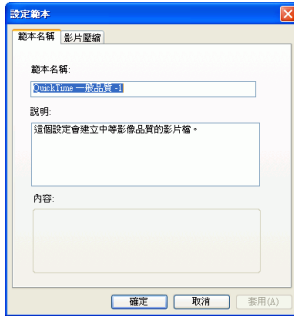 設定範本
範本名稱 影片壓縮
範本名稱:
QuickTime 一般品質 -1
說明:
這個設定會建立中等影像品質的影片檔。
內容:
確定 取消 套用(A)